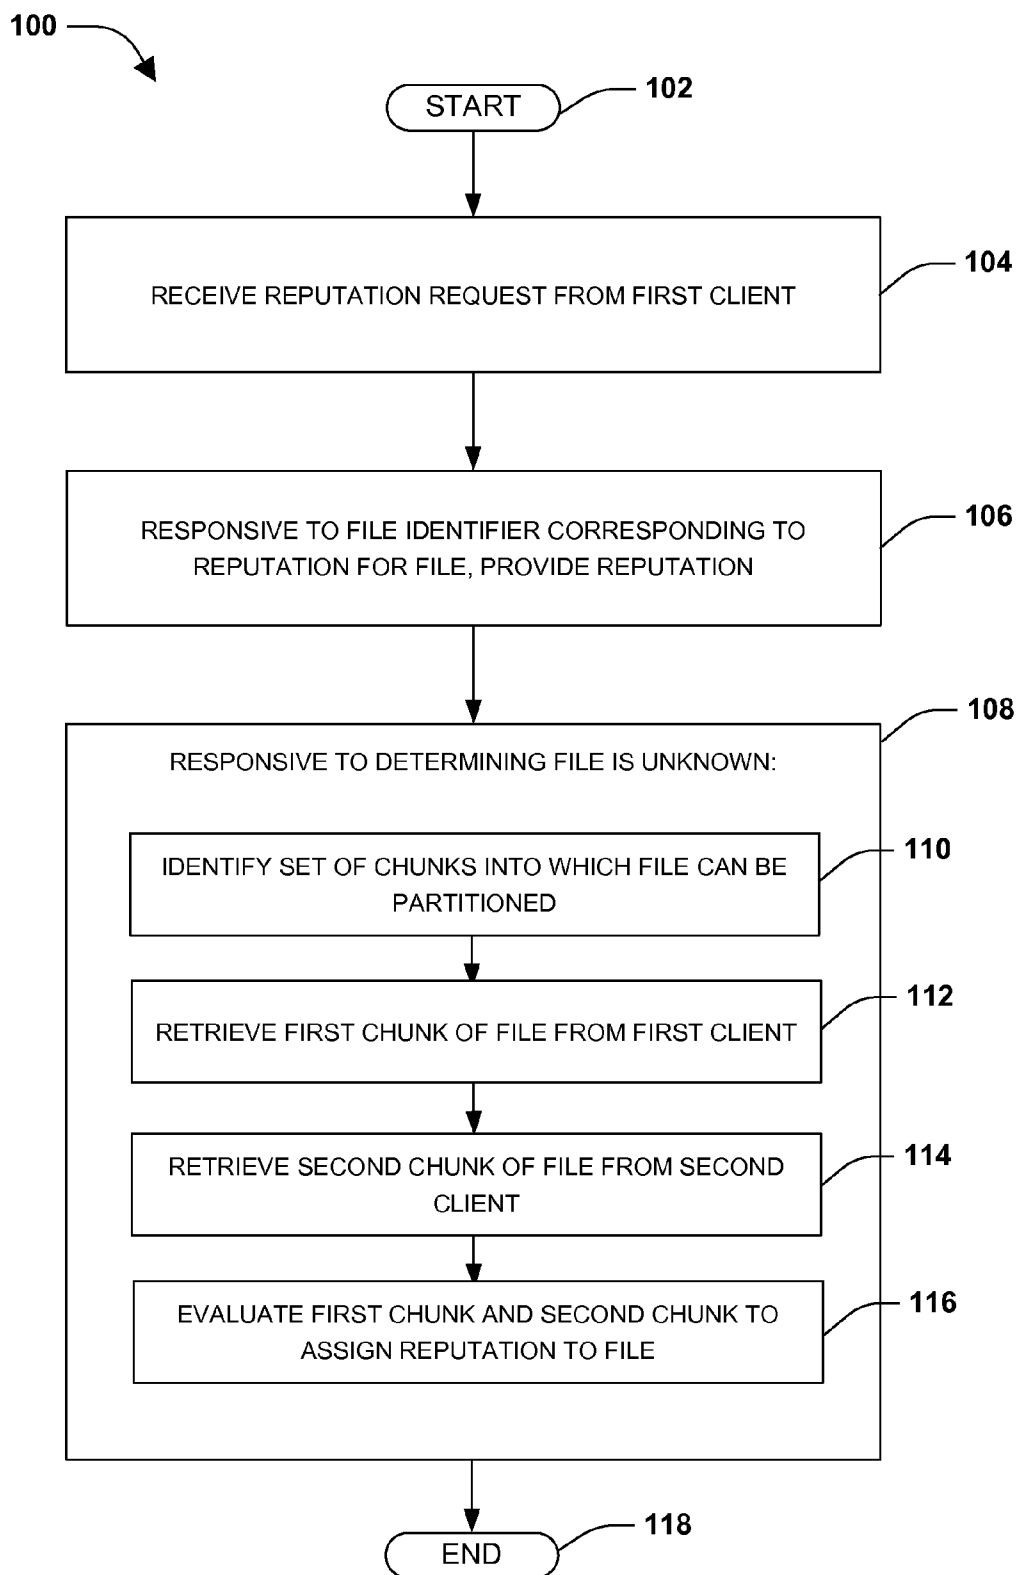 100
START
102
RECEIVE REPUTATION REQUEST FROM FIRST CLIENT
104
RESPONSIVE TO FILE IDENTIFIER CORRESPONDING TO
REPUTATION FOR FILE, PROVIDE REPUTATION
106
108
RESPONSIVE TO DETERMINING FILE IS UNKNOWN:
IDENTIFY SET OF CHUNKS INTO WHICH FILE CAN BE
PARTITIONED
110
RETRIEVE FIRST CHUNK OF FILE FROM FIRST CLIENT
112
RETRIEVE SECOND CHUNK OF FILE FROM SECOND
CLIENT
114
EVALUATE FIRST CHUNK AND SECOND CHUNK TO
ASSIGN REPUTATION TO FILE
116
END
118